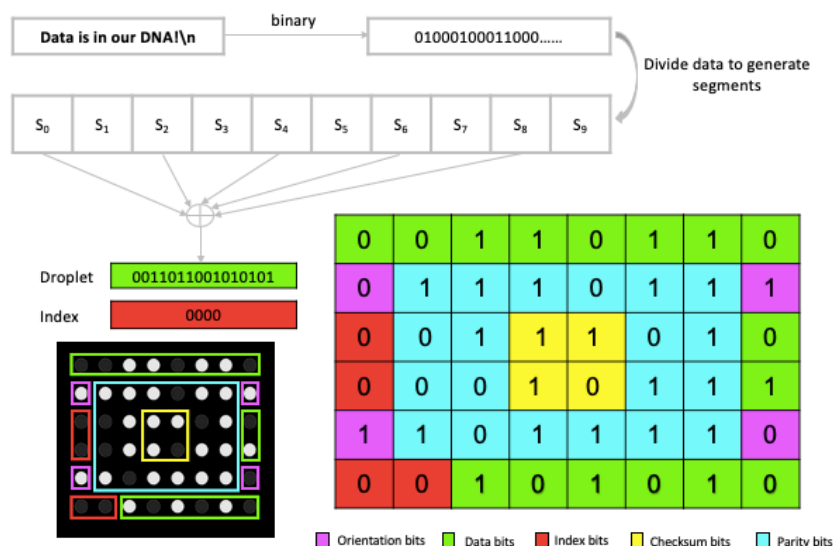 Data is in our DNA!\n
binary
01000100011000......
Divide data to generate
segments
S0 S1 S2 S3 S4 S5 S6 S7 S8 S9
Droplet 0011011001010101
Index 0000
0 0 1 1 0 1 1 0
0 1 1 1 0 1 1 1
0 0 1 1 1 0 1 0
0 0 0 1 0 1 1 1
1 1 0 1 1 1 1 0
0 0 1 0 1 0 1 0
Orientation bits Data bits Index bits Checksum bits Parity bits